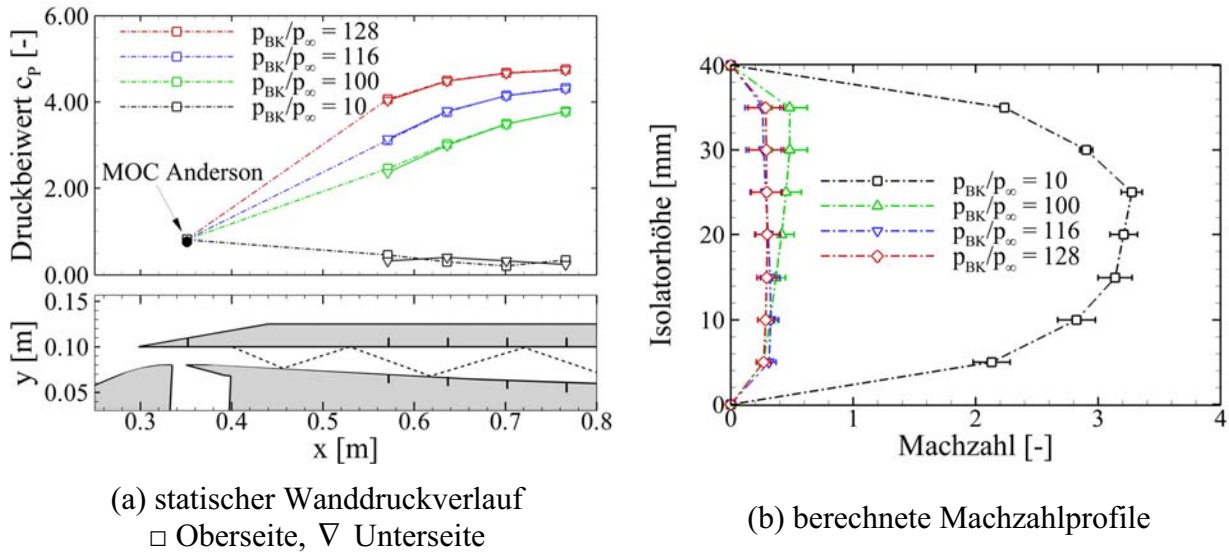 6.00
4.00
2.00
0.00
Druckbeiwert cₚ [-]
p_BK/p_∞ = 128
p_BK/p_∞ = 116
p_BK/p_∞ = 100
p_BK/p_∞ = 10
MOC Anderson
0.15
0.10
0.05
y [m]
0.3 0.4 0.5 0.6 0.7 0.8
x [m]
(a) statischer Wanddruckverlauf
□ Oberseite, ∇ Unterseite
40
30
20
10
0
Isolatorhöhe [mm]
p_BK/p_∞ = 10
p_BK/p_∞ = 100
p_BK/p_∞ = 116
p_BK/p_∞ = 128
0 1 2 3 4
Machzahl [-]
(b) berechnete Machzahlprofile